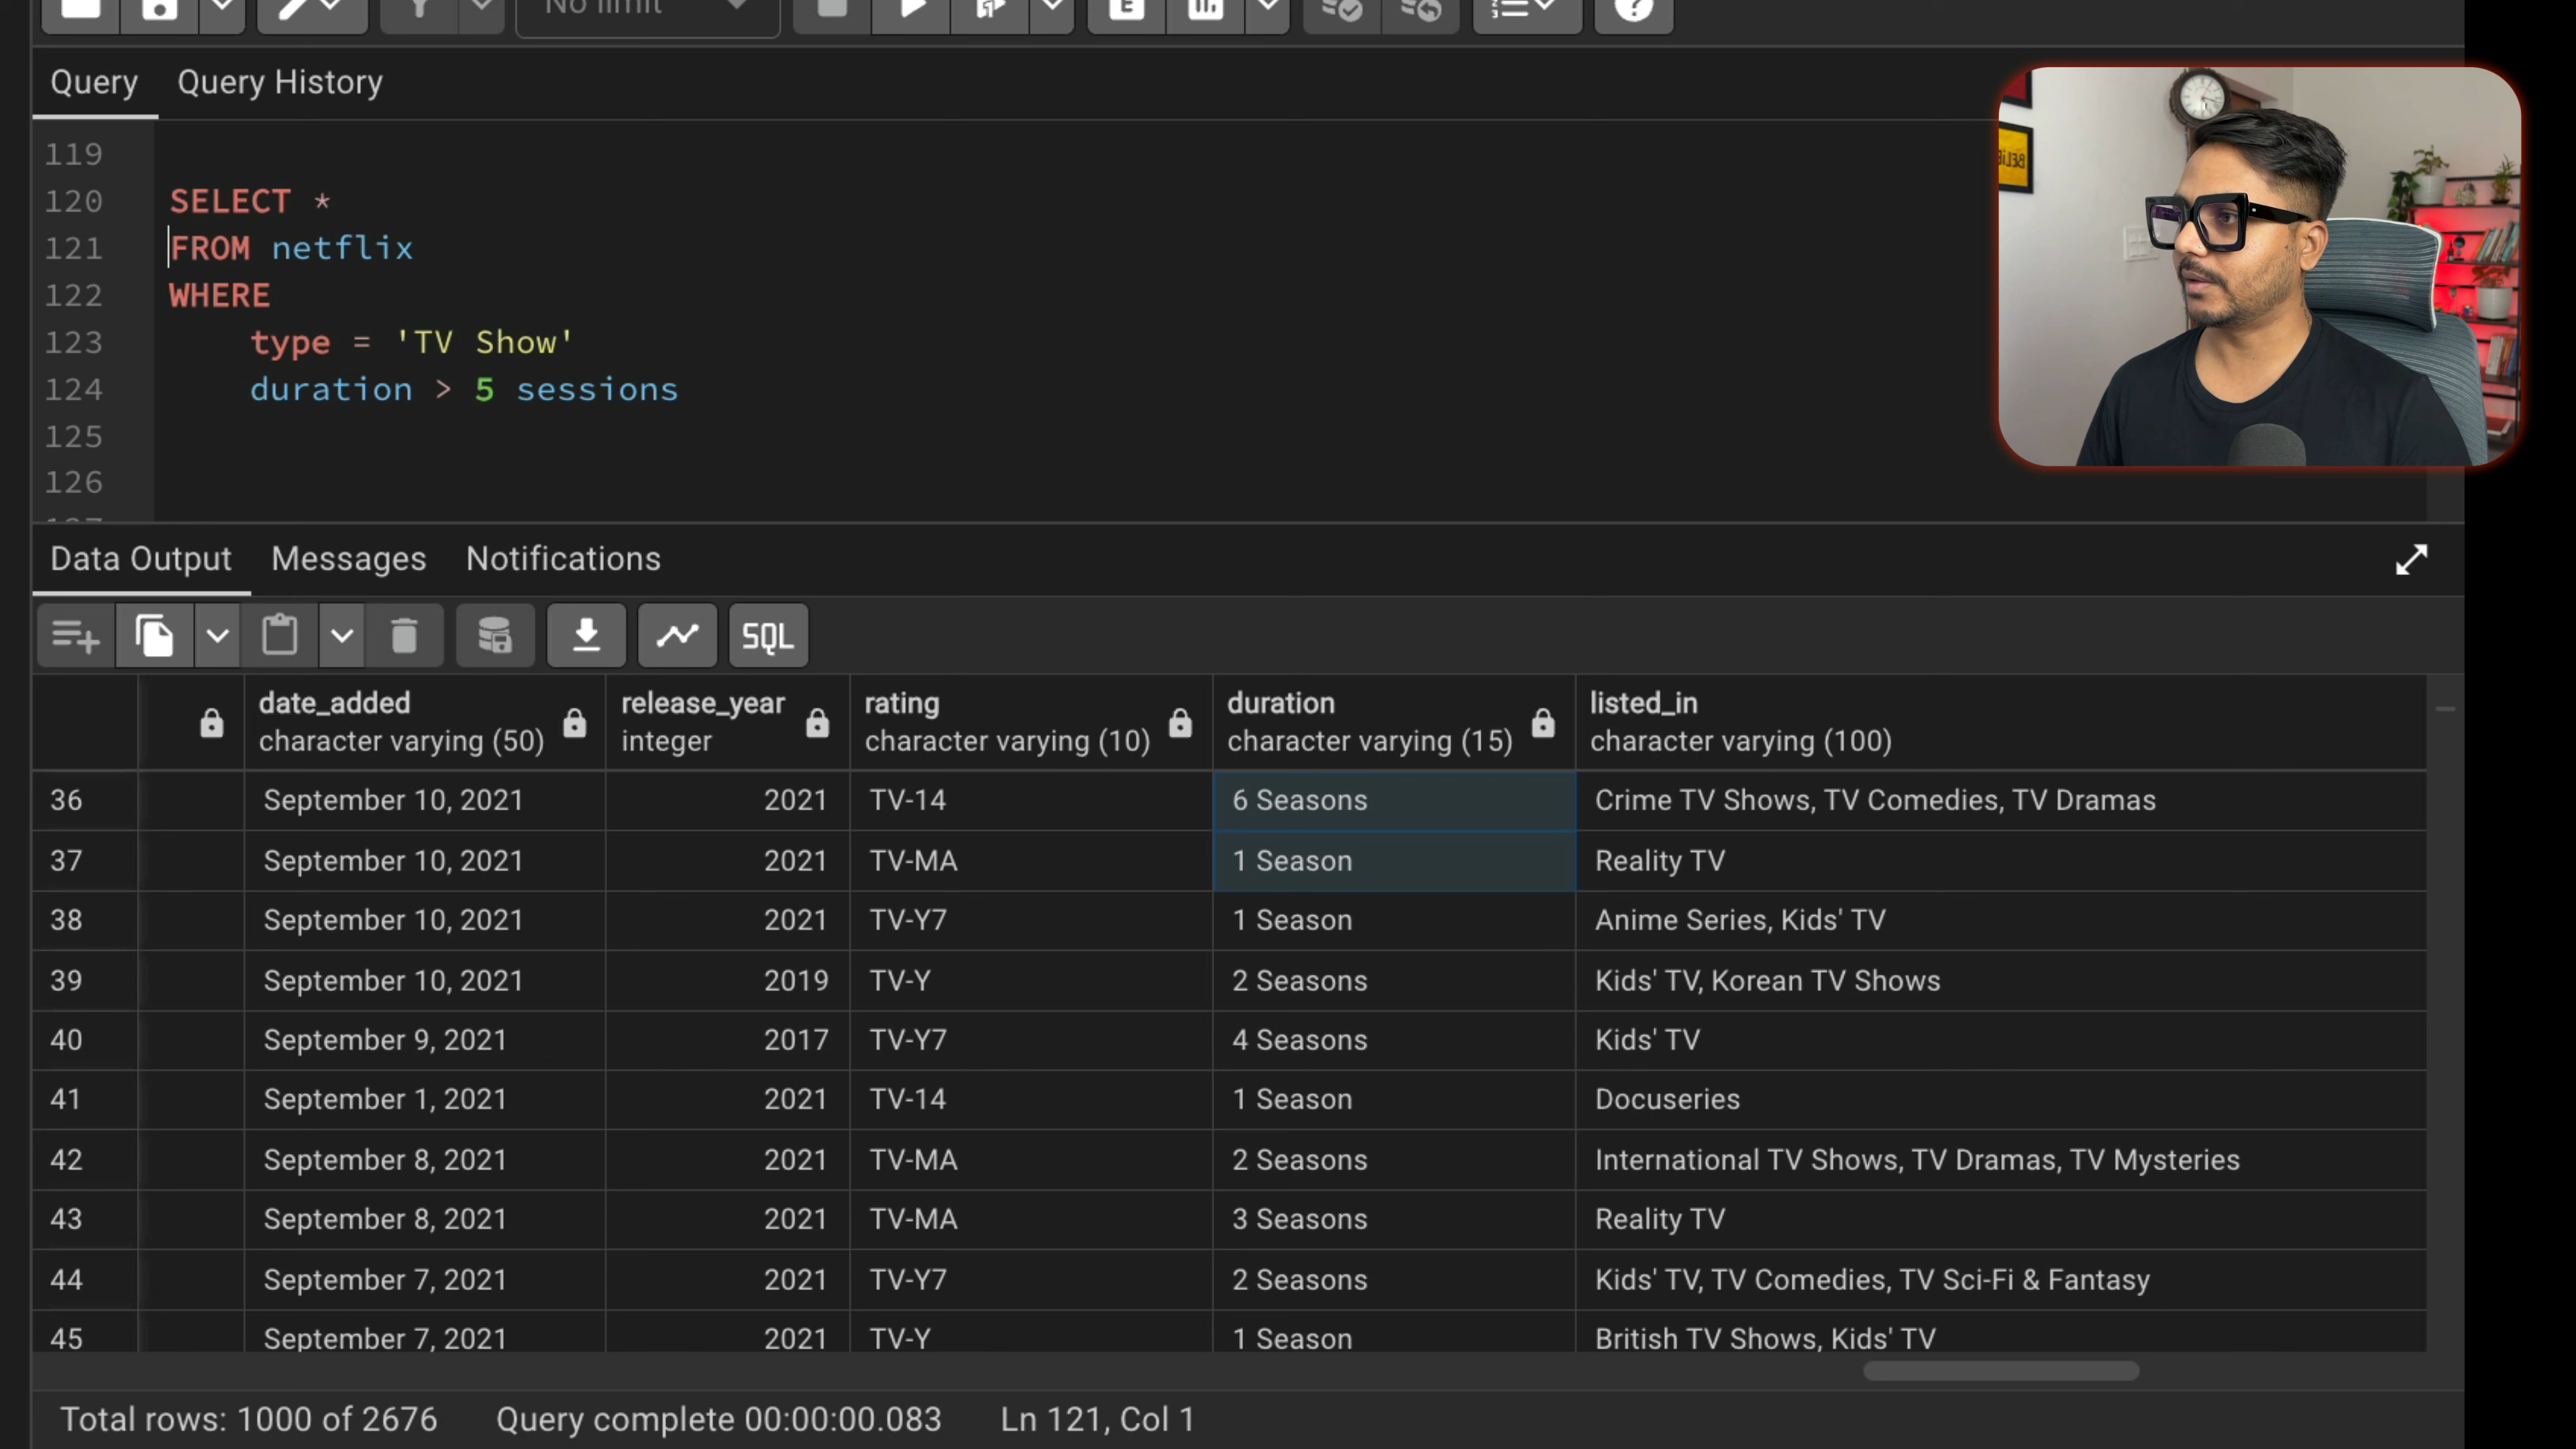 No limit
Query Query History
119
120 SELECT *
121 FROM netflix
122 WHERE
123 type = 'TV Show'
124 duration > 5 sessions
125
126
Data Output Messages Notifications
SQL
date_added release_year rating duration listed_in
character varying (50) integer character varying (10) character varying (15) character varying (100)
36 September 10, 2021 2021 TV-14 6 Seasons Crime TV Shows, TV Comedies, TV Dramas
37 September 10, 2021 2021 TV-MA 1 Season Reality TV
38 September 10, 2021 2021 TV-Y7 1 Season Anime Series, Kids' TV
39 September 10, 2021 2019 TV-Y 2 Seasons Kids' TV, Korean TV Shows
40 September 9, 2021 2017 TV-Y7 4 Seasons Kids' TV
41 September 1, 2021 2021 TV-14 1 Season Docuseries
42 September 8, 2021 2021 TV-MA 2 Seasons International TV Shows, TV Dramas, TV Mysteries
43 September 8, 2021 2021 TV-MA 3 Seasons Reality TV
44 September 7, 2021 2021 TV-Y7 2 Seasons Kids' TV, TV Comedies, TV Sci-Fi & Fantasy
45 September 7, 2021 2021 TV-Y 1 Season British TV Shows, Kids' TV
Total rows: 1000 of 2676 Query complete 00:00:00.083 Ln 121, Col 1